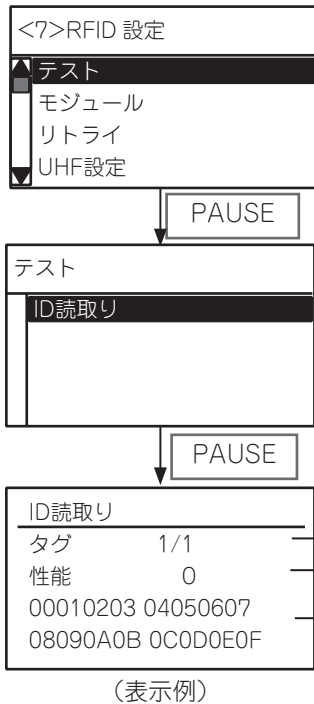 <7>RFID 設定
テスト
モジュール
リトライ
UHF設定
PAUSE
テスト
ID読取り
PAUSE
ID読取り
タグ 1/1
性能 0
00010203 04050607
08090A0B 0C0D0E0F
（表示例）